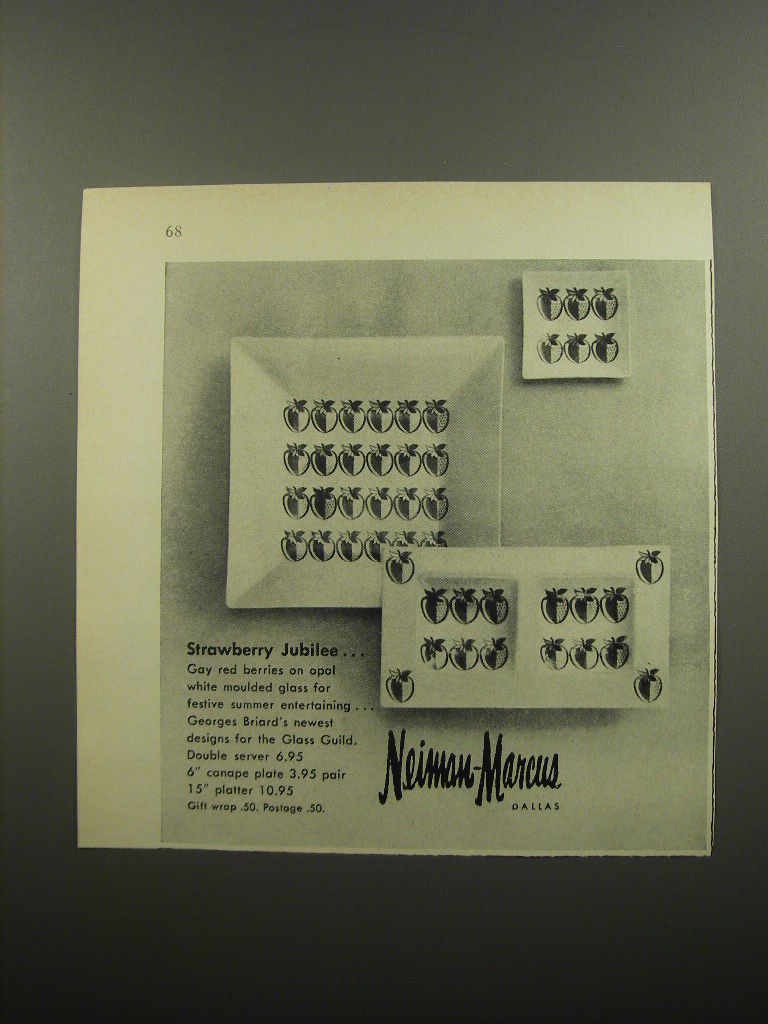 68
Strawberry Jubilee...
Gay red berries on opal
white moulded glass for
festive summer entertaining...
Georges Briard's newest
designs for the Glass Guild.
Double server 6.95
6" canape plate 3.95 pair
15" platter 10.95
Gift wrap .50. Postage .50.
Neiman-Marcus
DALLAS